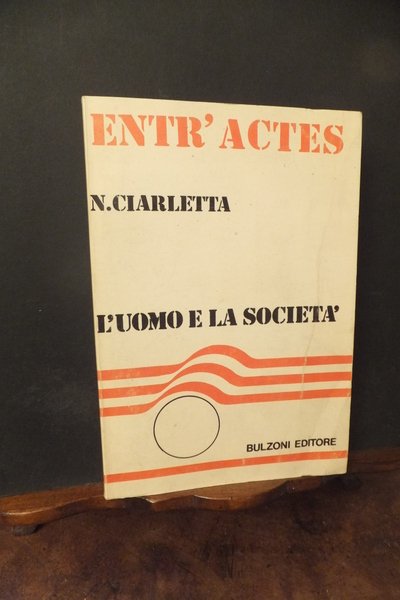 ENTR'ACTES
N.CIARLETTA
L'UOMO E LA SOCIETA'
BULZONI EDITORE